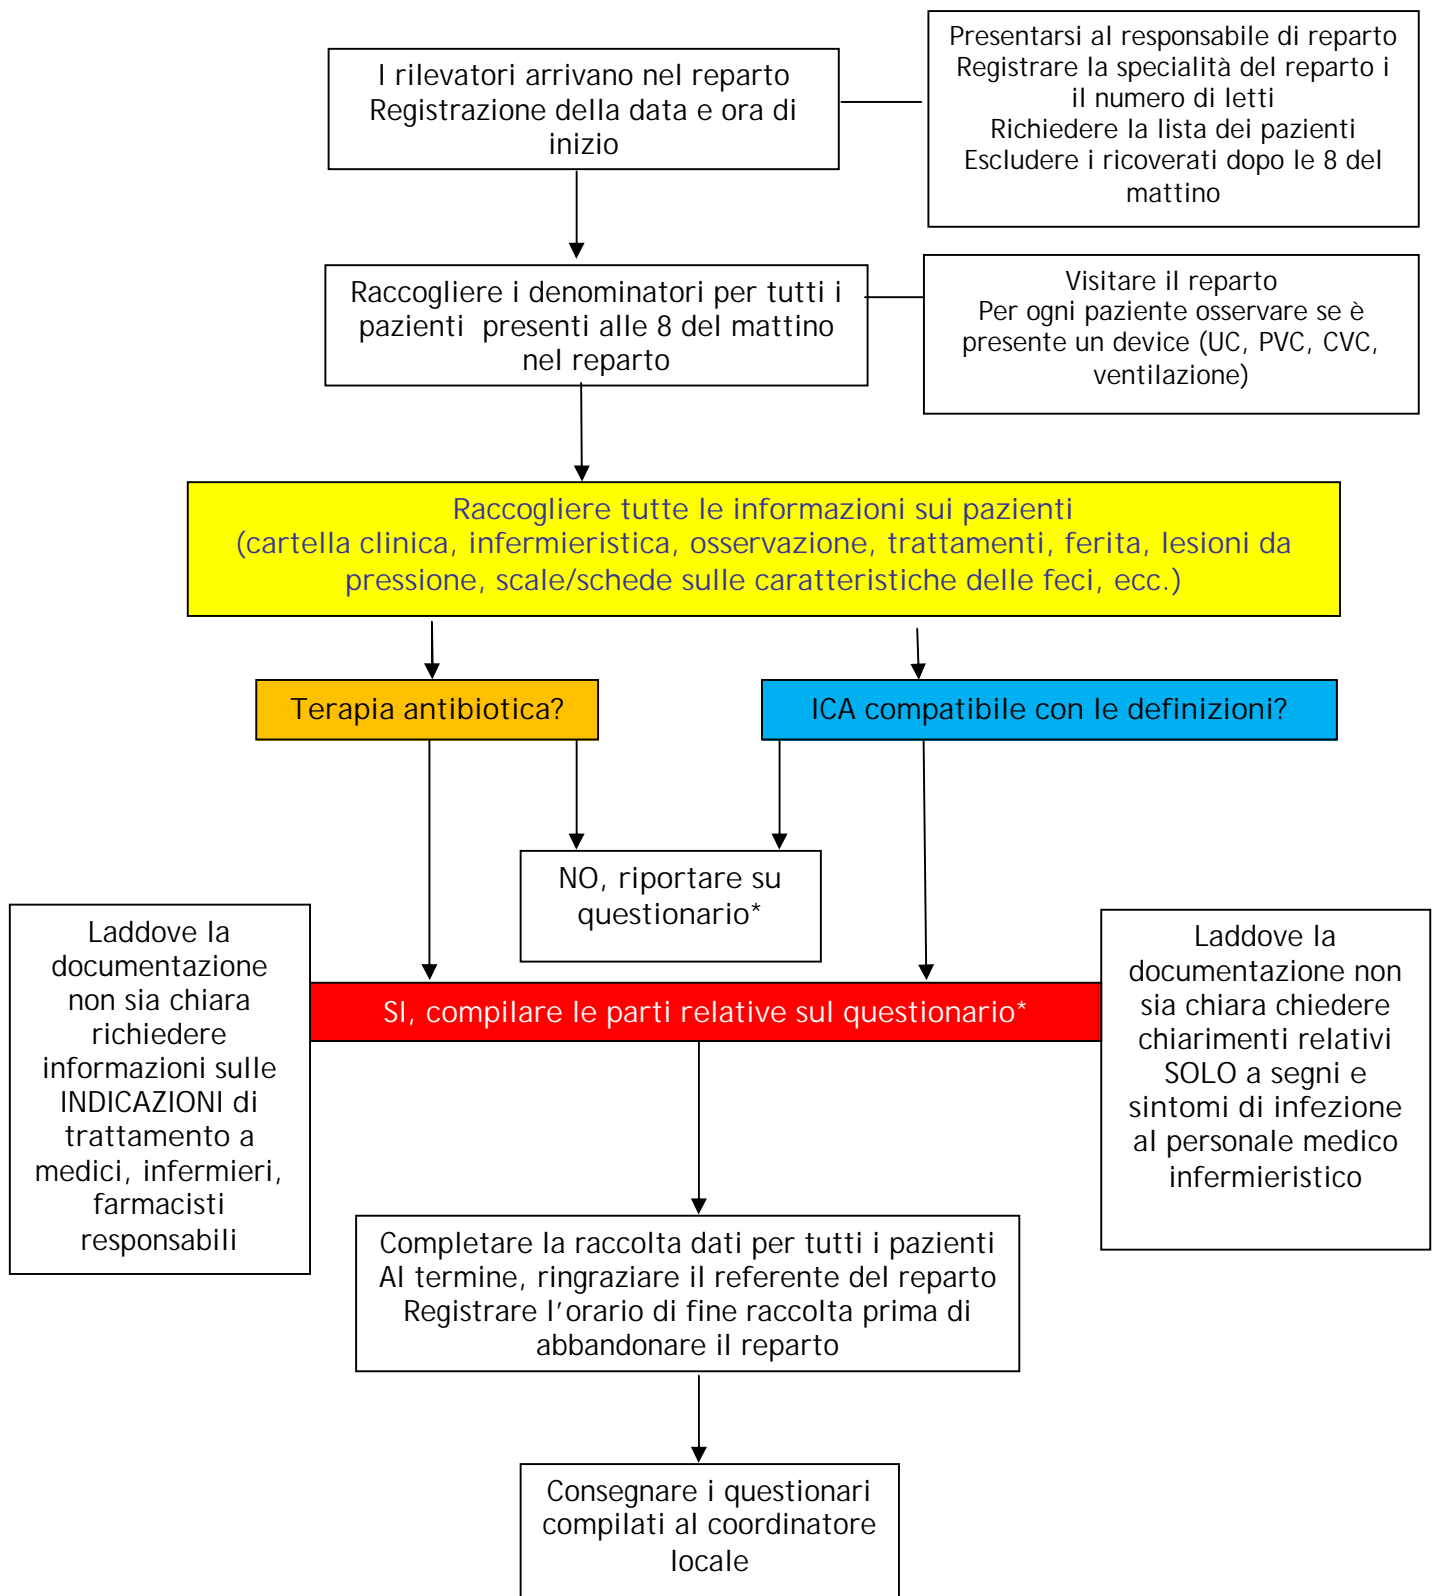 I rilevatori arrivano nel reparto
Registrazione della data e ora di
inizio
Presentarsi al responsabile di reparto
Registrare la specialità del reparto i
il numero di letti
Richiedere la lista dei pazienti
Escludere i ricoverati dopo le 8 del
mattino
Raccogliere i denominatori per tutti i
pazienti presenti alle 8 del mattino
nel reparto
Visitare il reparto
Per ogni paziente osservare se è
presente un device (UC, PVC, CVC,
ventilazione)
Raccogliere tutte le informazioni sui pazienti
(cartella clinica, infermieristica, osservazione, trattamenti, ferita, lesioni da
pressione, scale/schede sulle caratteristiche delle feci, ecc.)
Terapia antibiotica?
ICA compatibile con le definizioni?
NO, riportare su
questionario*
Laddove la
documentazione
non sia chiara
richiedere
informazioni sulle
INDICAZIONI di
trattamento a
medici, infermieri,
farmacisti
responsabili
SI, compilare le parti relative sul questionario*
Laddove la
documentazione non
sia chiara chiedere
chiarimenti relativi
SOLO a segni e
sintomi di infezione
al personale medico
infermieristico
Completare la raccolta dati per tutti i pazienti
Al termine, ringraziare il referente del reparto
Registrare l’orario di fine raccolta prima di
abbandonare il reparto
Consegnare i questionari
compilati al coordinatore
locale